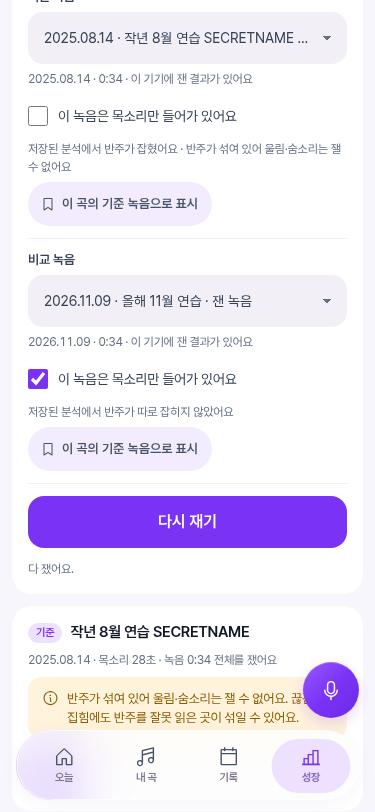 2025.08.14 · 작년 8월 연습 SECRETNAME ...
2025.08.14 · 0:34 · 이 기기에 잰 결과가 있어요
이 녹음은 목소리만 들어가 있어요
저장된 분석에서 반주가 잡혔어요 · 반주가 섞여 있어 울림·숨소리는 잴
수 없어요
이 곡의 기준 녹음으로 표시
비교 녹음
2026.11.09 · 올해 11월 연습 · 잰 녹음
2026.11.09 · 0:34 · 이 기기에 잰 결과가 있어요
이 녹음은 목소리만 들어가 있어요
저장된 분석에서 반주가 따로 잡히지 않았어요
이 곡의 기준 녹음으로 표시
다시 재기
다 쟀어요.
기준 작년 8월 연습 SECRETNAME
2025.08.14 · 목소리 28초 · 녹음 0:34 전체를 쟀어요
반주가 섞여 있어 울림·숨소리는 잴 수 없어요.
집힘에도 반주를 잘못 읽은 곳이 섞일 수 있어요.
오늘 내 곡 기록 성장